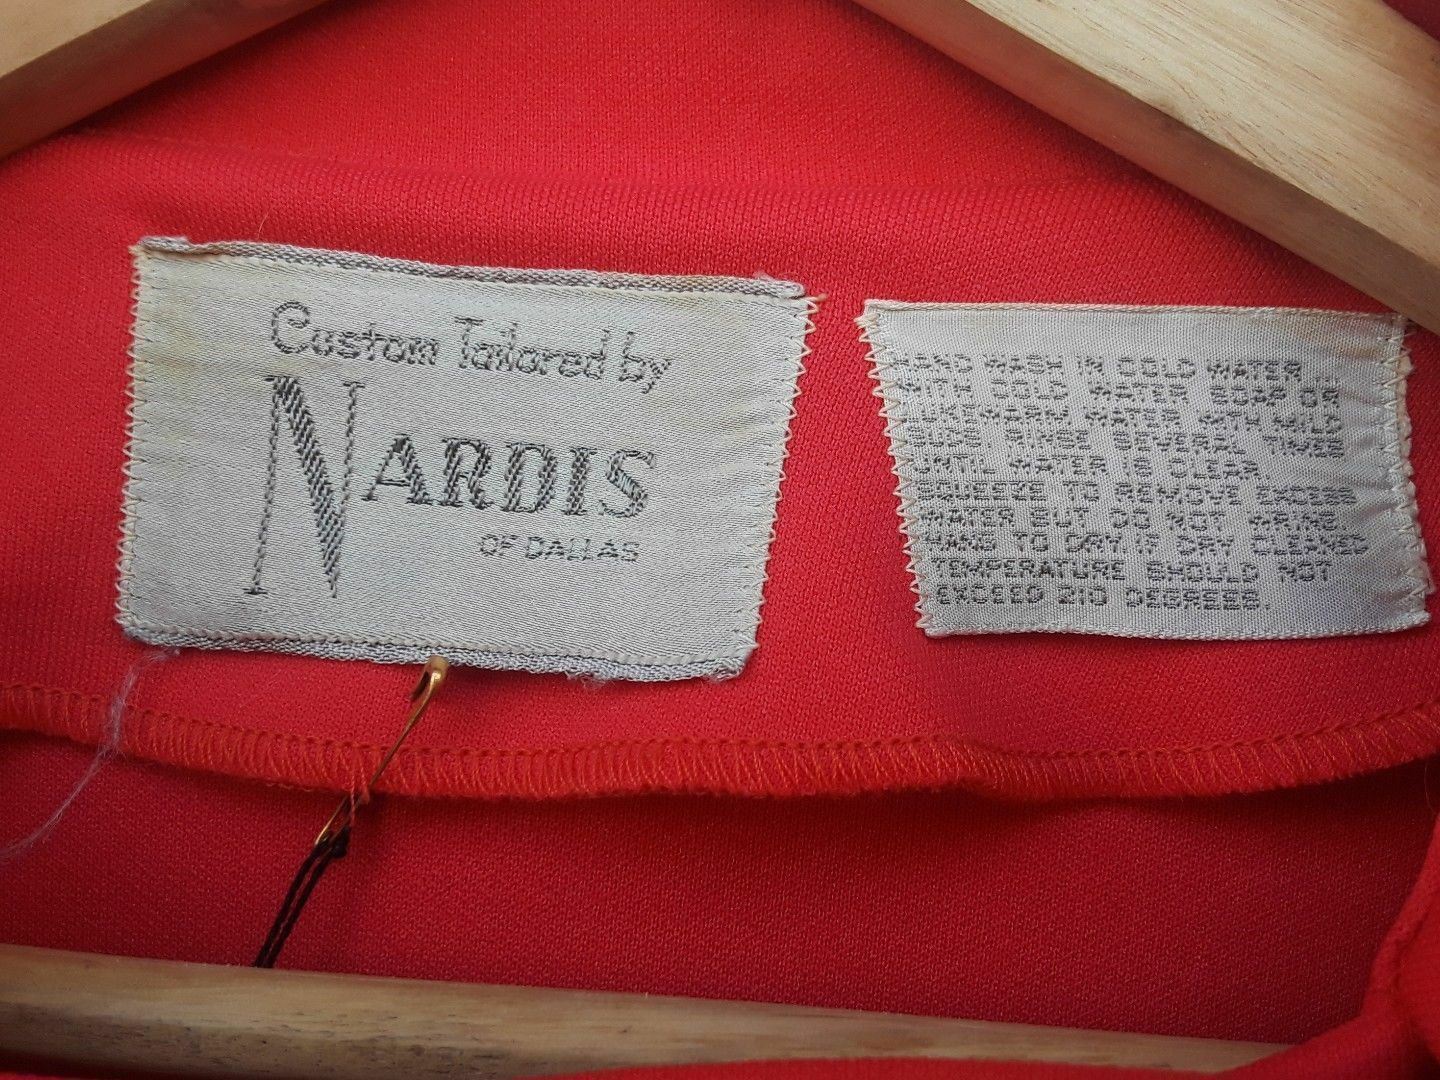 Custom Tailored by
NARDIS
OF DALLAS
HAND WASH IN COLD WATER
WITH COLD WATER SOAP OR
LUKEWARM WATER WITH MILD
SUDS. RINSE SEVERAL TIMES
UNTIL WATER IS CLEAR.
SQUEEZE TO REMOVE EXCESS
WATER BUT DO NOT WRING.
HANG TO DRY. IF DRY CLEANED
TEMPERATURE SHOULD NOT
EXCEED 210 DEGREES.